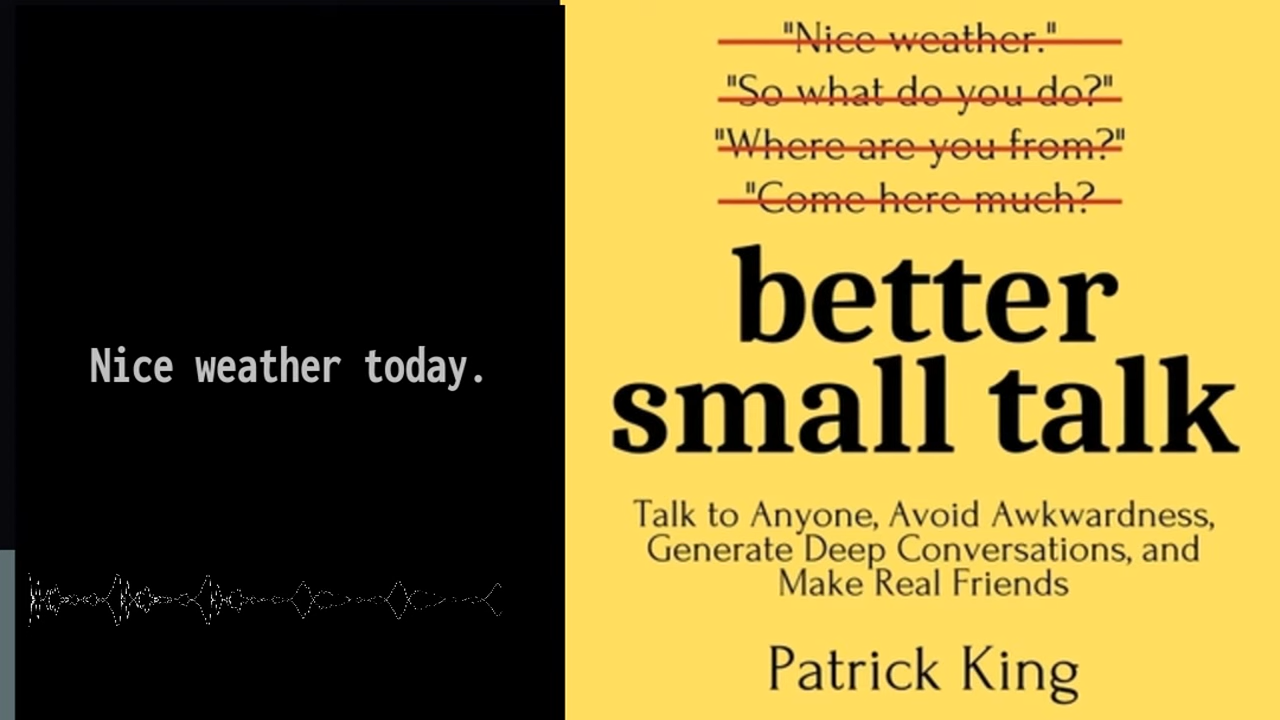 Nice weather today.
"Nice weather."
"So what do you do?"
"Where are you from?"
"Come here much?
better
small talk
Talk to Anyone, Avoid Awkwardness,
Generate Deep Conversations, and
Make Real Friends
Patrick King